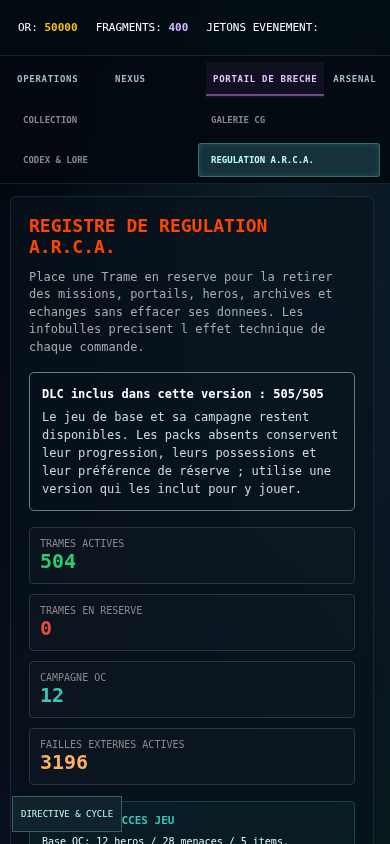 OR: 50000 FRAGMENTS: 400 JETONS EVENEMENT:
OPERATIONS NEXUS PORTAIL DE BRECHE ARSENAL
COLLECTION GALERIE CG
CODEX & LORE REGULATION A.R.C.A.
REGISTRE DE REGULATION
A.R.C.A.
Place une Trame en reserve pour la retirer
des missions, portails, heros, archives et
echanges sans effacer ses donnees. Les
infobulles precisent l effet technique de
chaque commande.
DLC inclus dans cette version : 505/505
Le jeu de base et sa campagne restent
disponibles. Les packs absents conservent
leur progression, leurs possessions et
leur préférence de réserve ; utilise une
version qui les inclut pour y jouer.
TRAMES ACTIVES
504
TRAMES EN RESERVE
0
CAMPAGNE OC
12
FAILLES EXTERNES ACTIVES
3196
DIRECTIVE & CYCLE
CCES JEU
Base OC: 12 heros / 28 menaces / 5 items.